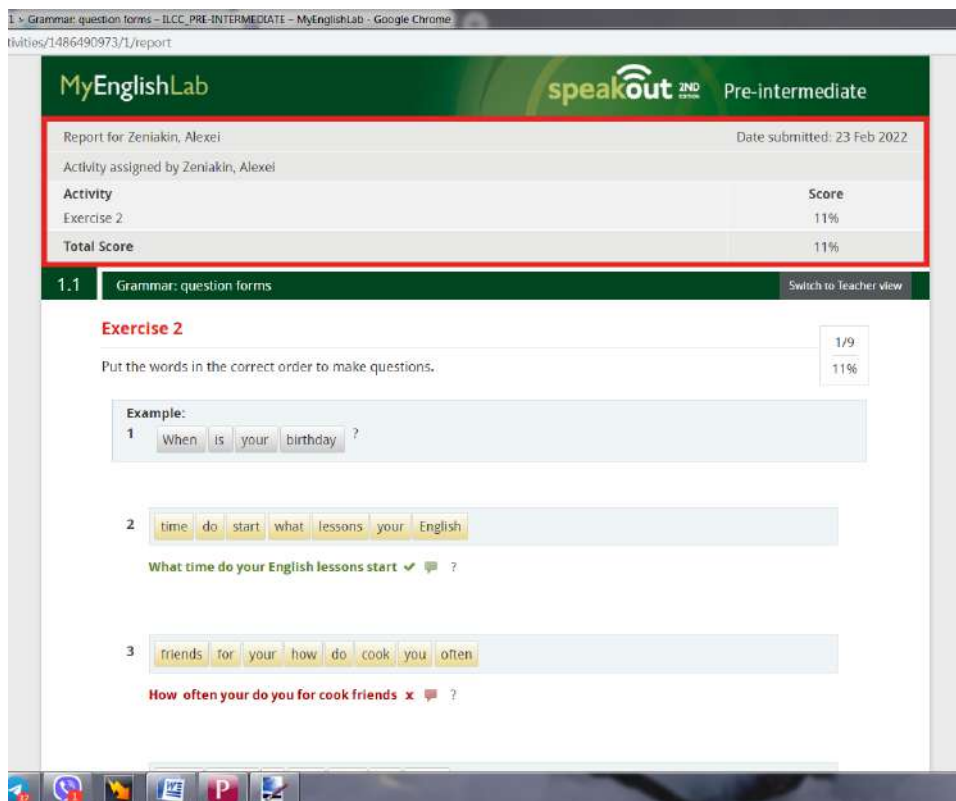 1 > Grammar: question forms – ILCC_PRE-INTERMEDIATE – MyEnglishLab - Google Chrome
tivities/1486490973/1/report
MyEnglishLab
speakout 2ND EDITION Pre-intermediate
Report for Zeniakin, Alexei Date submitted: 23 Feb 2022
Activity assigned by Zeniakin, Alexei
Activity Score
Exercise 2 11%
Total Score 11%
1.1 Grammar: question forms Switch to Teacher view
Exercise 2
1/9
Put the words in the correct order to make questions.
11%
Example:
1 When is your birthday ?
2 time do start what lessons your English
What time do your English lessons start ✔ ?
3 friends for your how do cook you often
How often your do you for cook friends x ?